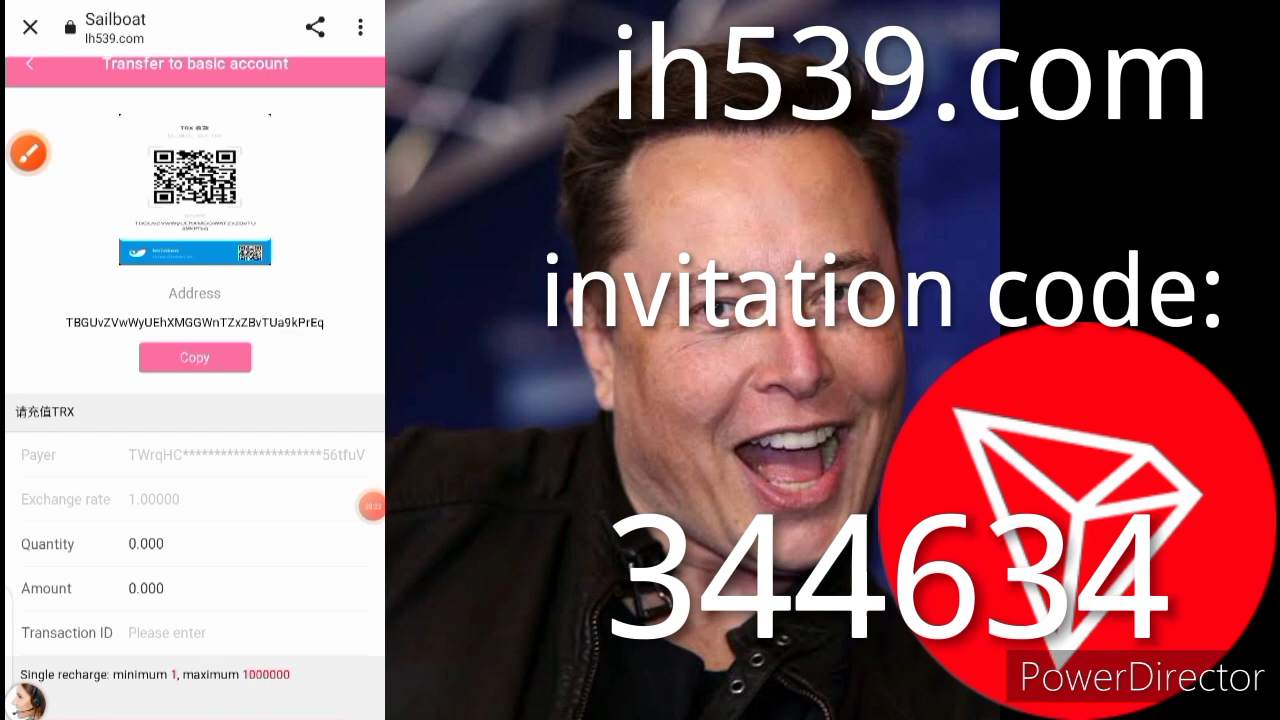 Sailboat
lh539.com
Transfer to basic account
Address
TBGUvZVwWyUEhXMGGWnTZxZBvTUa9kPrEq
Copy
请充值TRX
Payer TWrqHC**********************56tfuV
Exchange rate 1.00000
Quantity 0.000
Amount 0.000
Transaction ID Please enter
Single recharge: minimum 1, maximum 1000000
ih539.com
invitation code:
344634
PowerDirector